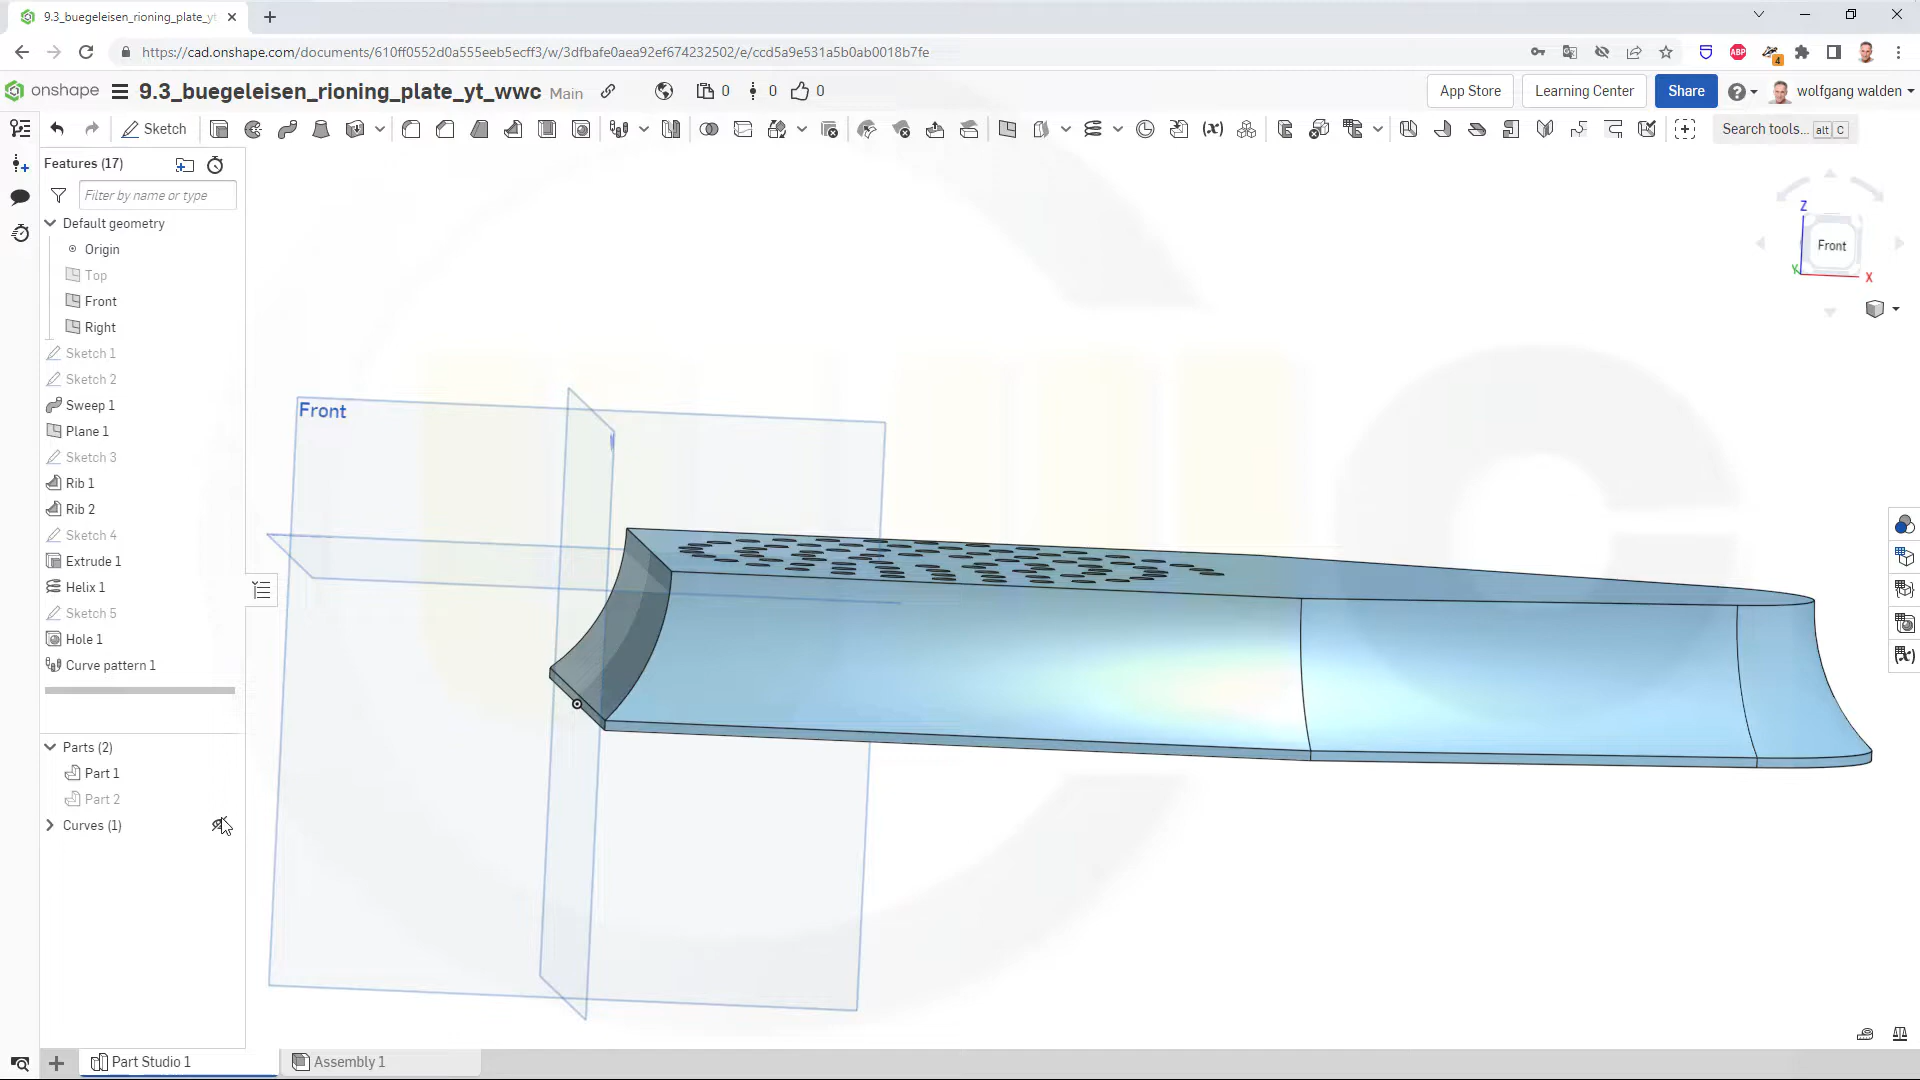 9.3_buegeleisen_rioning_plate_yt
https://cad.onshape.com/documents/610ff0552d0a555eeb5ecff3/w/3dfbafe0aea92ef674232502/e/ccd5a9e531a5b0ab0018b7fe
ABP
4
onshape
9.3_buegeleisen_rioning_plate_yt_wwc
Main
0
0
0
App Store
Learning Center
Share
wolfgang walden
Sketch
Search tools... alt C
Features (17)
Filter by name or type
Default geometry
Origin
Top
Front
Right
Sketch 1
Sketch 2
Sweep 1
Plane 1
Sketch 3
Rib 1
Rib 2
Sketch 4
Extrude 1
Helix 1
Sketch 5
Hole 1
Curve pattern 1
Parts (2)
Part 1
Part 2
Curves (1)
Front
Z
Front
Y
X
Part Studio 1
Assembly 1